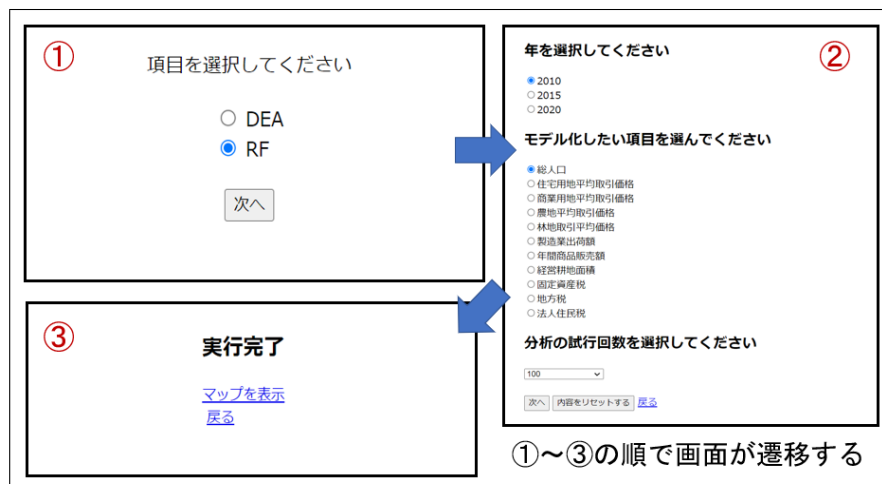 ①
項目を選択してください
DEA
RF
次へ
②
年を選択してください
2010
2015
2020
モデル化したい項目を選んでください
総人口
住宅用地平均取引価格
商業用地平均取引価格
農地平均取引価格
林地取引平均価格
製造業出荷額
年間商品販売額
経営耕地面積
固定資産税
地方税
法人住民税
分析の試行回数を選択してください
100
次へ 内容をリセットする 戻る
③
実行完了
マップを表示
戻る
①~③の順で画面が遷移する